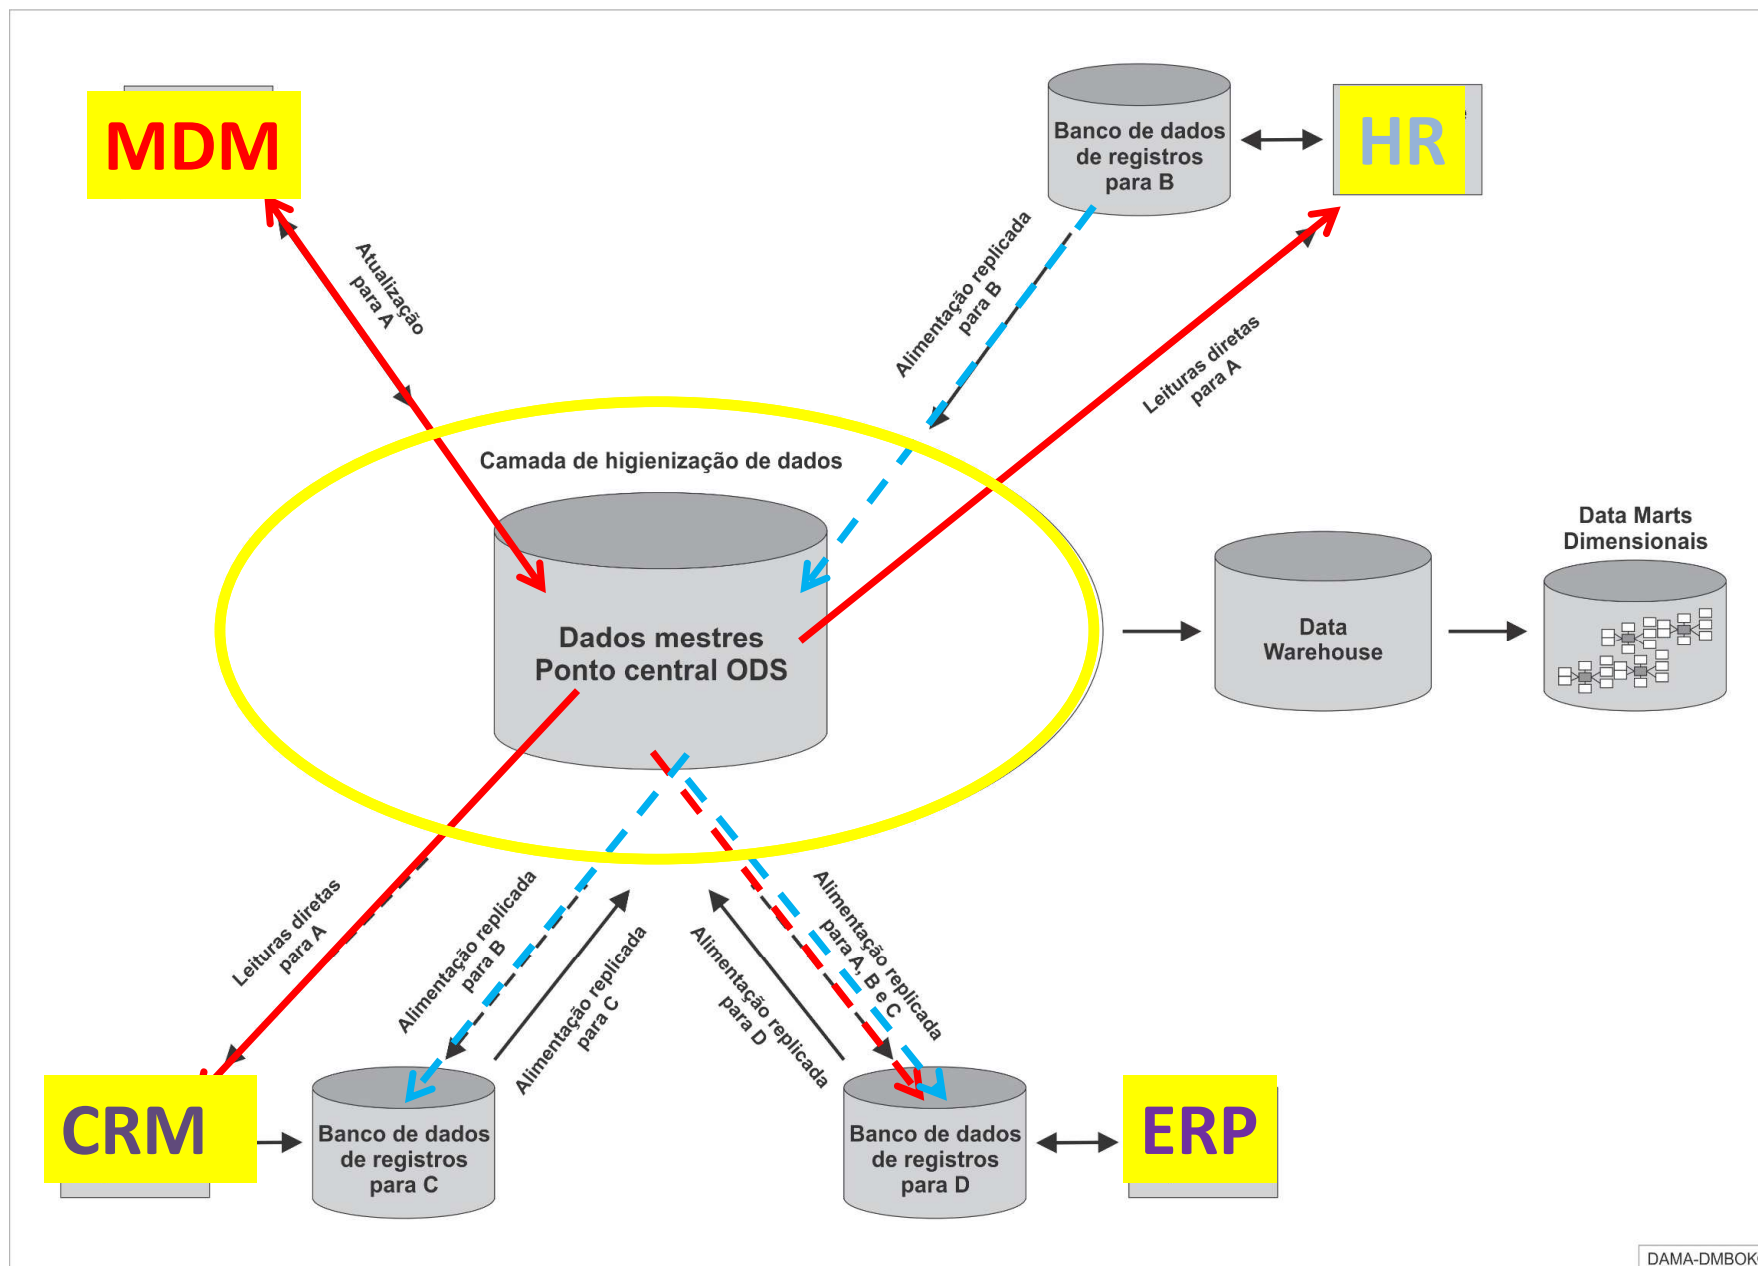 MDM
Banco de dados
de registros
para B
HR
Atualização
para A
Alimentação replicada
para B
Leituras diretas
para A
Camada de higienização de dados
Dados mestres
Ponto central ODS
Data
Warehouse
Data Marts
Dimensionais
Leituras diretas
para A
Alimentação replicada
para B
Alimentação replicada
para C
Alimentação replicada
para D
Alimentação replicada
para A, B e C
CRM
Banco de dados
de registros
para C
Banco de dados
de registros
para D
ERP
DAMA-DMBOK